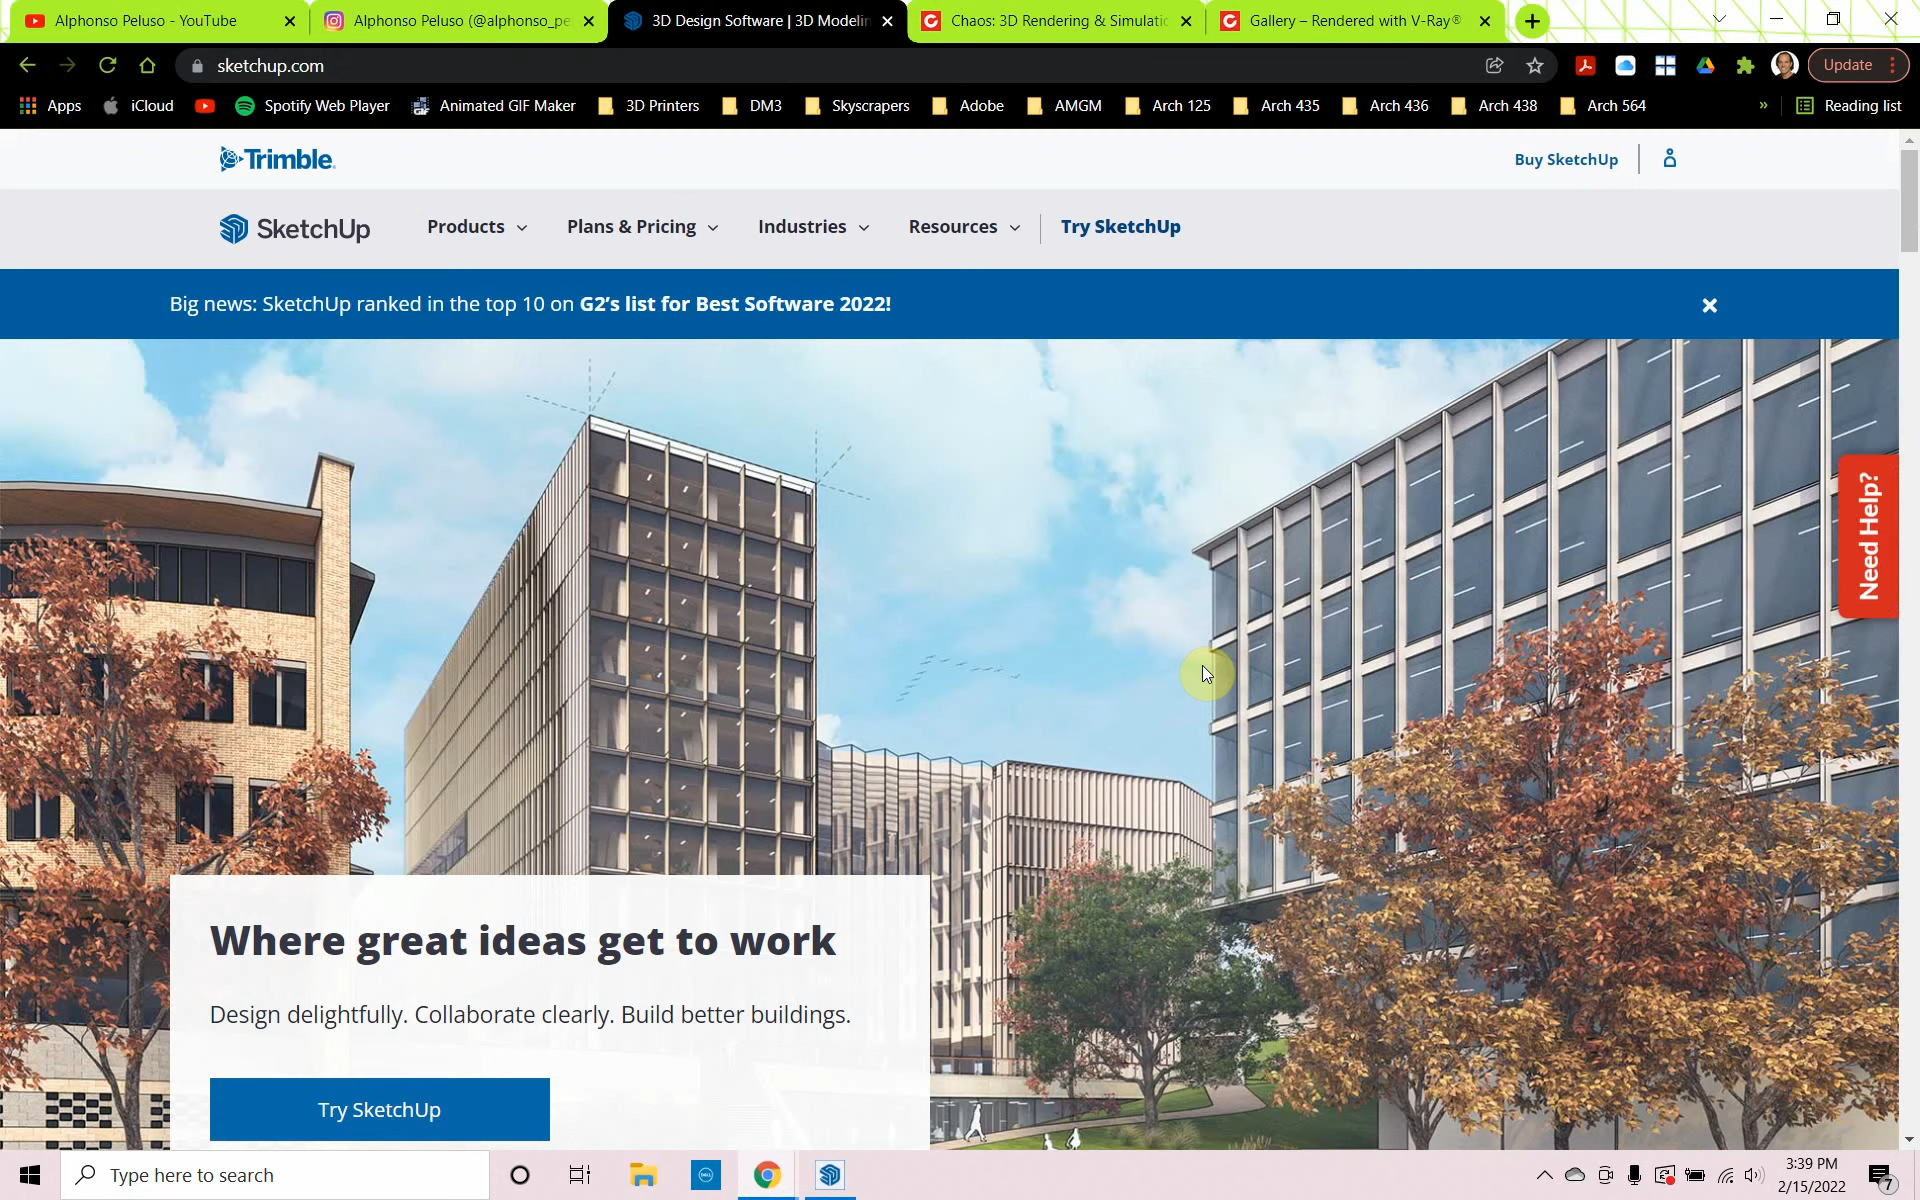 Alphonso Peluso - YouTube
Alphonso Peluso (@alphonso_pe
3D Design Software | 3D Modelin
Chaos: 3D Rendering & Simulatic
Gallery – Rendered with V-Ray®
sketchup.com
Update
Apps
iCloud
Spotify Web Player
Animated GIF Maker
3D Printers
DM3
Skyscrapers
Adobe
AMGM
Arch 125
Arch 435
Arch 436
Arch 438
Arch 564
»
Reading list
Trimble
Buy SketchUp
SketchUp
Products
Plans & Pricing
Industries
Resources
Try SketchUp
Big news: SketchUp ranked in the top 10 on G2’s list for Best Software 2022!
Need Help?
Where great ideas get to work
Design delightfully. Collaborate clearly. Build better buildings.
Try SketchUp
Type here to search
DELL
3:39 PM
2/15/2022
7